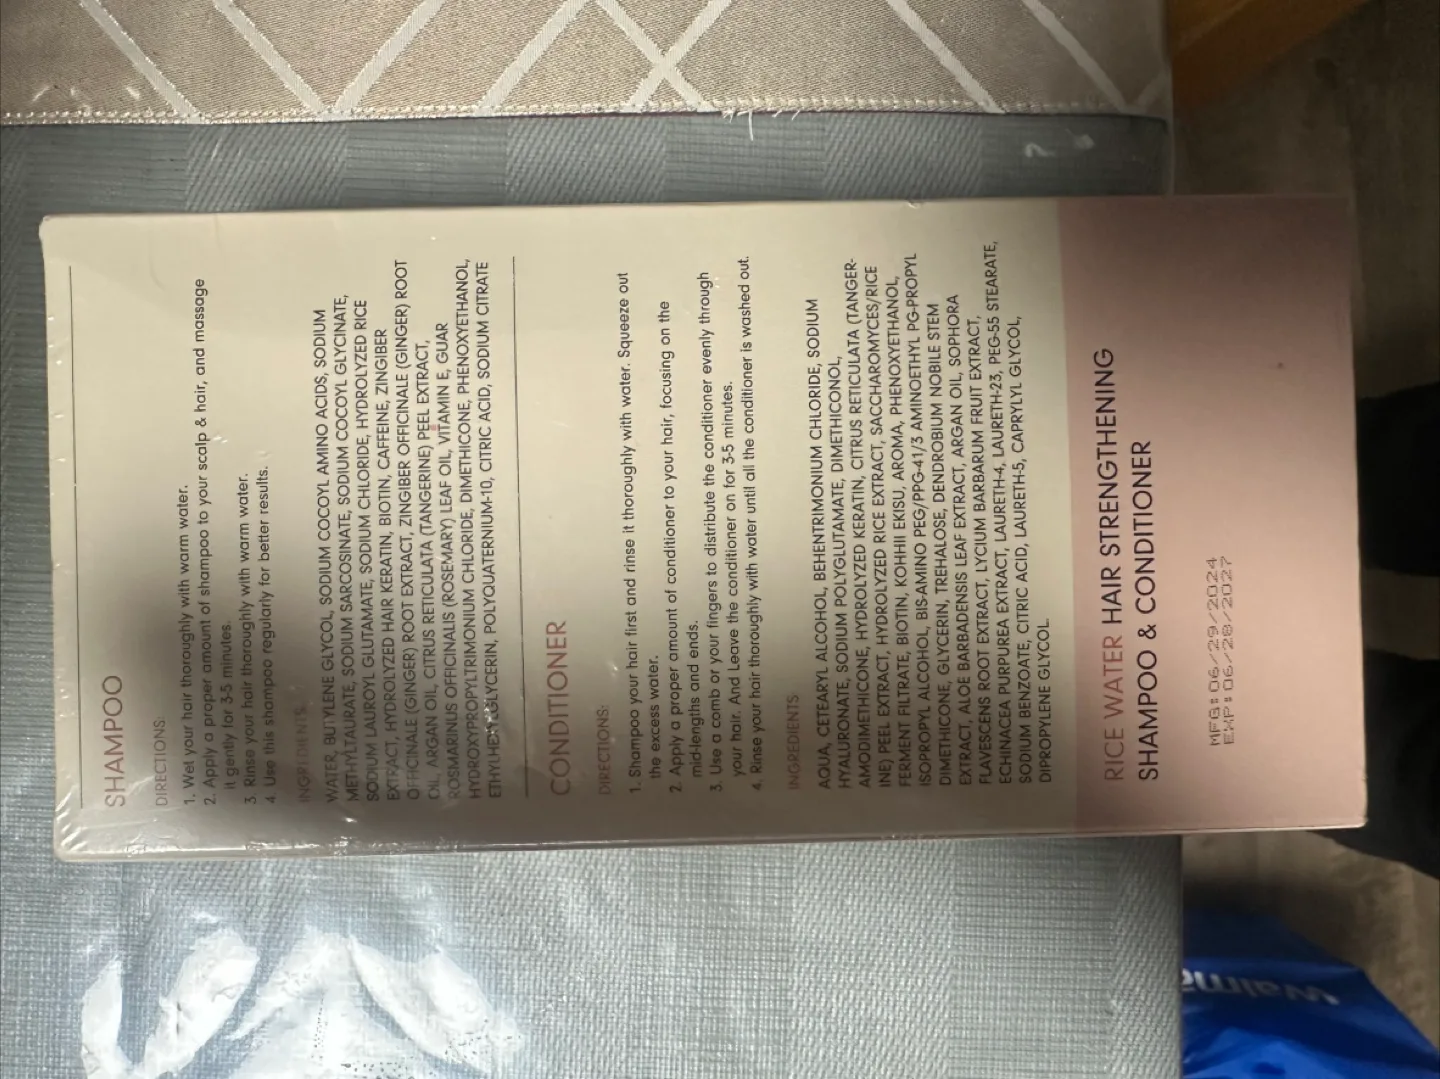 SHAMPOO
DIRECTIONS:
1. Wet your hair thoroughly with warm water.
2. Apply a proper amount of shampoo to your scalp & hair, and massage
it gently for 3-5 minutes.
3 Rinse your hair thoroughly with warm water.
4. Use this shampoo regularly for better results.
INGREDIENTS
WATER, BUTYLENE GLYCOL, SODIUM COCOYL AMINO ACIDS, SODIUM
METHYLTAURATE, SODIUM SARCOSINATE, SODIUM COCOYL GLYCINATE,
SODIUM LAUROYL GLUTAMATE, SODIUM CHLORIDE, HYDROLYZED RICE
EXTRACT, HYDROLYZED HAIR KERATIN, BIOTIN, CAFFEINE, ZINGIBER
OFFICINALE (GINGER) ROOT EXTRACT, ZINGIBER OFFICINALE (GINGER) ROOT
OIL, ARGAN OIL, CITRUS RETICULATA (TANGERINE) PEEL EXTRACT,
ROSMARINUS OFFICINALIS (ROSEMARY) LEAF OIL, VITAMIN E, GUAR
HYDROXYPROPYLTRIMONIUM CHLORIDE, DIMETHICONE, PHENOXYETHANOL,
ETHYLHEXYLGLYCERIN, POLYQUATERNIUM-10, CITRIC ACID, SODIUM CITRATE
CONDITIONER
DIRECTIONS:
1. Shampoo your hair first and rinse it thoroughly with water. Squeeze out
the excess water.
2. Apply a proper amount of conditioner to your hair, focusing on the
mid-lengths and ends.
3. Use a comb or your fingers to distribute the conditioner evenly through
your hair. And Leave the conditioner on for 3-5 minutes.
4. Rinse your hair thoroughly with water until all the conditioner is washed out.
INGREDIENTS
AQUA, CETEARYL ALCOHOL, BEHENTRIMONIUM CHLORIDE, SODIUM
HYALURONATE, SODIUM POLYGLUTAMATE, DIMETHICONOL,
AMODIMETHICONE, HYDROLYZED KERATIN, CITRUS RETICULATA (TANGER-
INE) PEEL EXTRACT, HYDROLYZED RICE EXTRACT, SACCHAROMYCES/RICE
FERMENT FILTRATE, BIOTIN, KOHHII EKISU, AROMA, PHENOXYETHANOL,
ISOPROPYL ALCOHOL, BIS-AMINO PEG/PPG-41/3 AMINOETHYL PG-PROPYL
DIMETHICONE, GLYCERIN, TREHALOSE, DENDROBIUM NOBILE STEM
EXTRACT, ALOE BARBADENSIS LEAF EXTRACT, ARGAN OIL, SOPHORA
FLAVESCENS ROOT EXTRACT, LYCIUM BARBARUM FRUIT EXTRACT,
ECHINACEA PURPUREA EXTRACT, LAURETH-4, LAURETH-23, PEG-55 STEARATE,
SODIUM BENZOATE, CITRIC ACID, LAURETH-5, CAPRYLYL GLYCOL,
DIPROPYLENE GLYCOL
RICE WATER HAIR STRENGTHENING
SHAMPOO & CONDITIONER
MFG:06/29/2024
EXP:06/28/2027